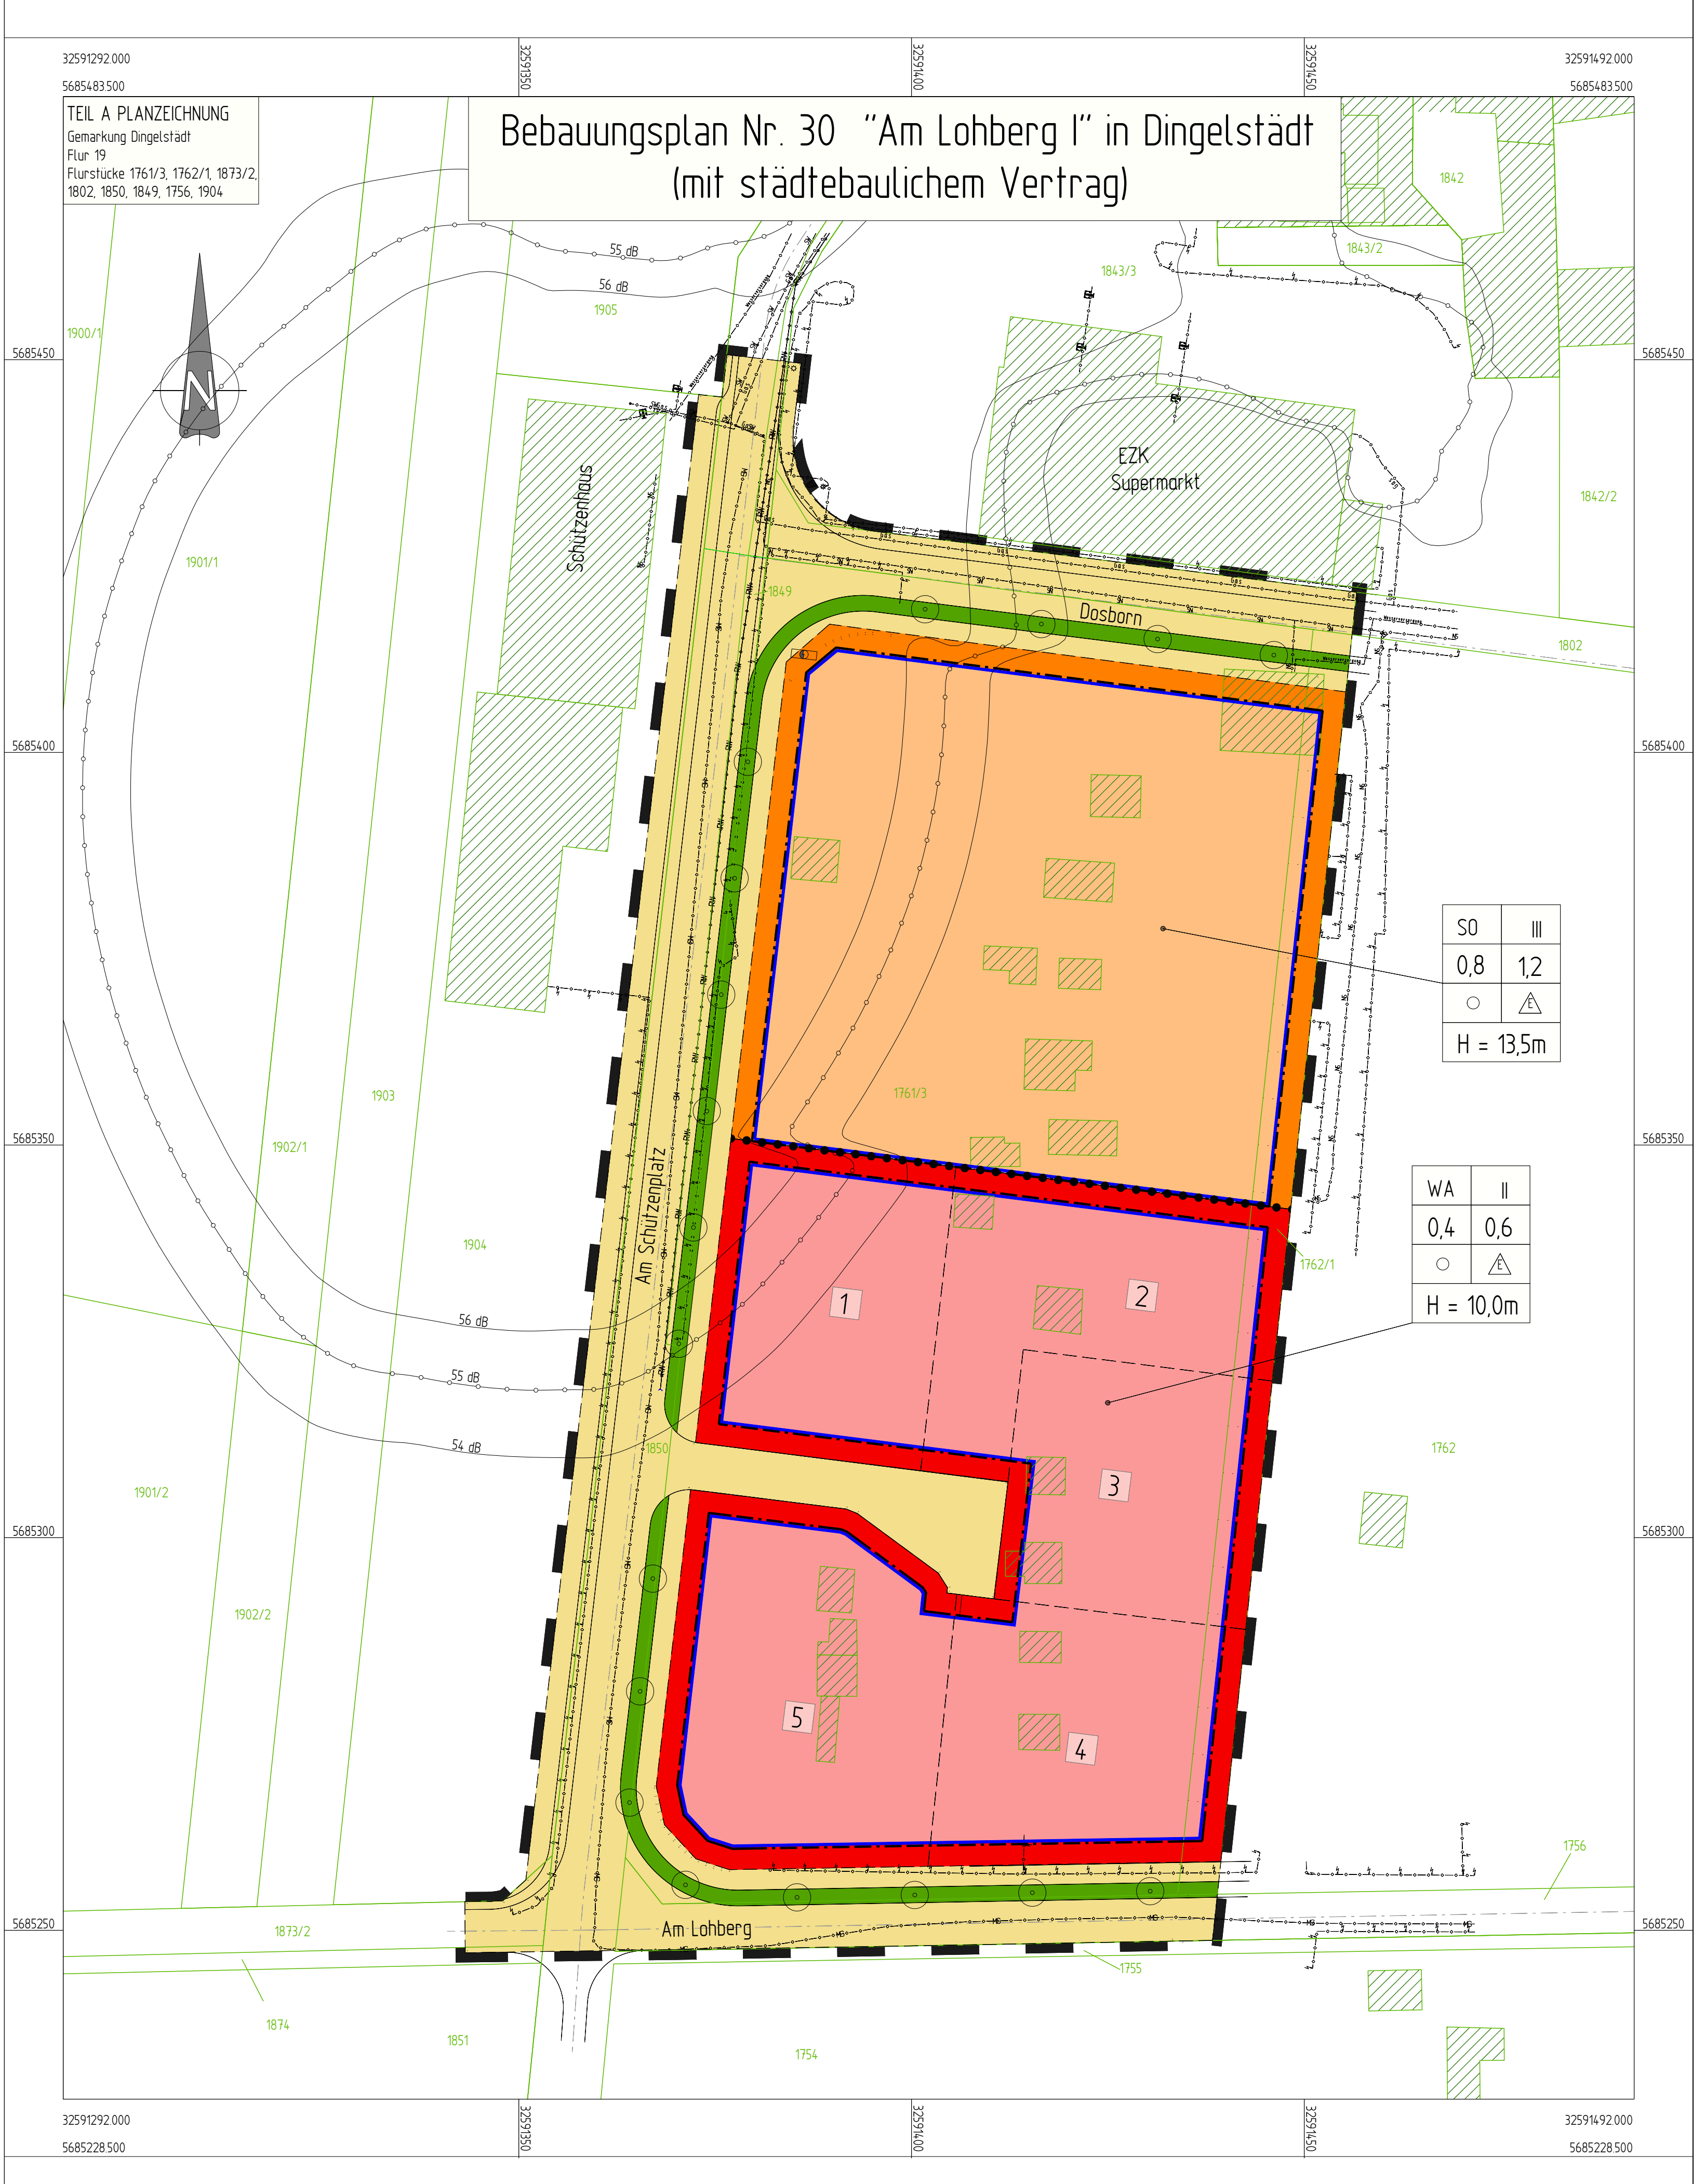 32591292.000
5685483.500
32591350
32591400
32591450
32591492.000
5685483.500
TEIL A PLANZEICHNUNG
Gemarkung Dingelstädt
Flur 19
Flurstücke 1761/3, 1762/1, 1873/2,
1802, 1850, 1849, 1756, 1904
Bebauungsplan Nr. 30 "Am Lohberg I" in Dingelstädt
(mit städtebaulichem Vertrag)
1842
1843/2
1843/3
55 dB
56 dB
1905
1900/1
N
5685450
5685450
EZK
Supermarkt
Schützenhaus
1842/2
1901/1
1849
Dosborn
1802
5685400
5685400
SO III
0,8 1,2
E
H = 13,5m
1903
1761/3
1902/1
5685350
5685350
Am Schützenplatz
1904
1762/1
WA II
0,4 0,6
E
H = 10,0m
1
2
56 dB
55 dB
54 dB
1850
1762
3
1901/2
5685300
5685300
1902/2
5
4
1756
1873/2
Am Lohberg
5685250
5685250
1755
1874
1851
1754
32591292.000
5685228.500
32591350
32591400
32591450
32591492.000
5685228.500